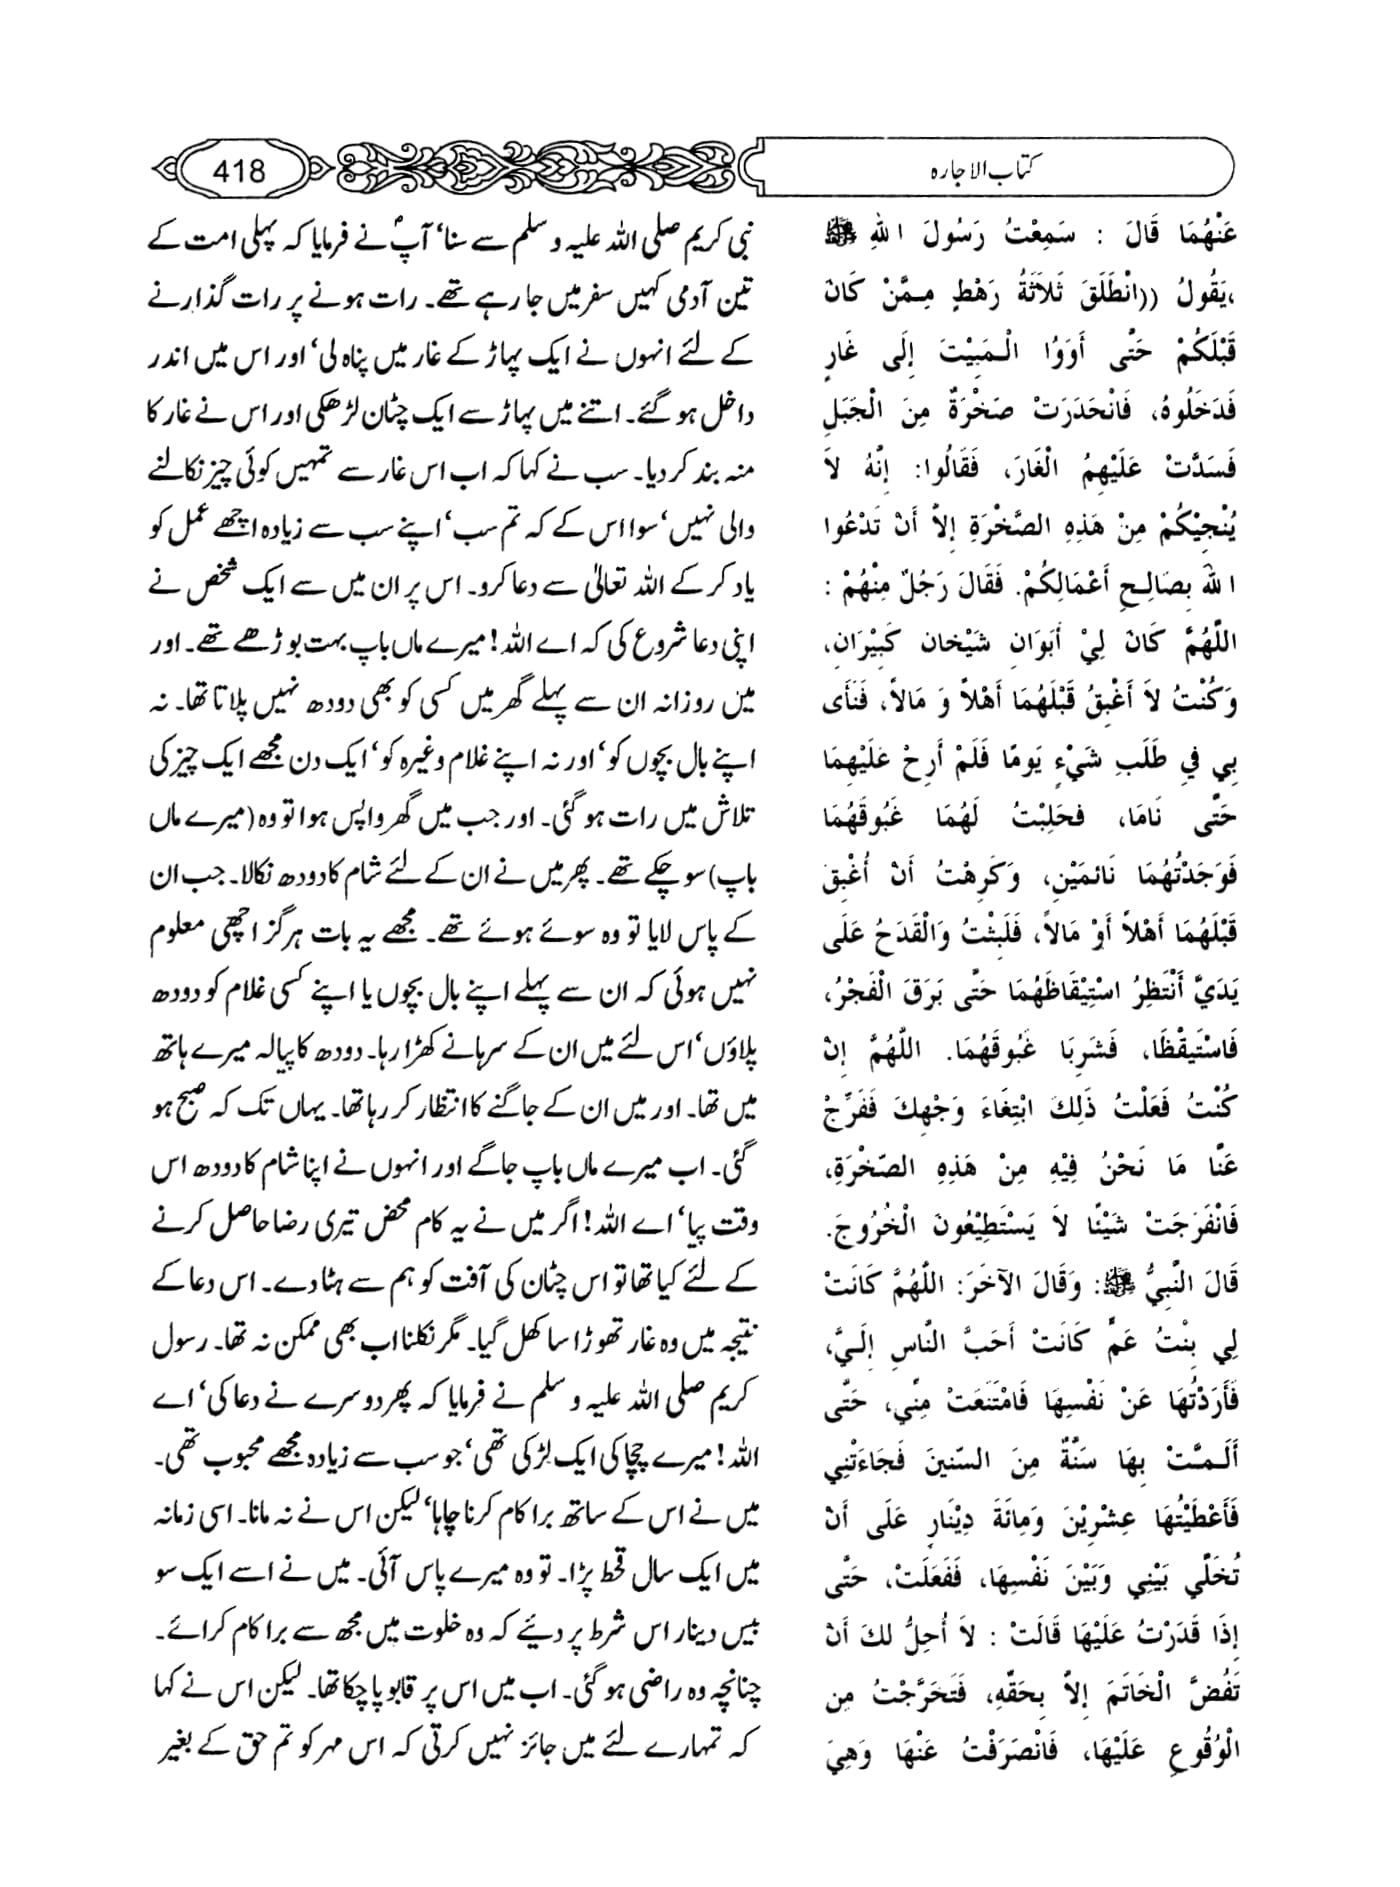 کتاب الاجارہ
418
عَنْهُمَا قَالَ : سَمِعْتُ رَسُولَ اللهِ ﷺ
يَقُولُ ((انْطَلَقَ ثَلاَثَةُ رَهْطٍ مِـمَّنْ كَانَ
قَبْلَكُمْ حَتَّى أَوَوُا الْـمَبِيْتَ إِلَى غَارٍ
فَدَخَلُوهُ، فَانْحَدَرَتْ صَخْرَةٌ مِنَ الْجَبَلِ
فَسَدَّتْ عَلَيْهِمُ الْغَارَ، فَقَالُوا: إِنَّهُ لاَ
يُنْجِيْكُمْ مِنْ هَذِهِ الصَّخْرَةِ إِلاَّ أَنْ تَدْعُوا
اللهَ بِصَالِـحِ أَعْمَالِكُمْ. فَقَالَ رَجُلٌ مِنْهُمْ :
اللَّهُمَّ كَانَ لِيْ أَبَوَانِ شَيْخَانِ كَبِيْرَانِ،
وَكُنْتُ لاَ أَغْبِقُ قَبْلَهُمَا أَهْلاً وَ مَالاً، فَنَأَى
بِي فِي طَلَبِ شَيْءٍ يَومًا فَلَمْ أَرِحْ عَلَيْهِمَا
حَتَّى نَامَا، فحَلِبْتُ لَهُمَا غَبُوقَهُمَا
فَوَجَدْتُهُمَا نَائِمَيْنِ، وَكَرِهْتُ أَنْ أُغْبِقَ
قَبْلَهُمَا أَهْلاً أَوْ مَالاً، فَلَبِثْتُ وَالْقَدَحُ عَلَى
يَدَيَّ أَنْتَظِرُ اسْتِيْقَاظَهُمَا حَتَّى بَرَقَ الْفَجْرُ،
فَاسْتَيقْظَا، فَشَرِبَا غَبُوقَهُمَا. اللَّهُمَّ إِنْ
كُنْتُ فَعَلْتُ ذَلِكَ ابْتِغَاءَ وَجْهِكَ فَفَرِّجْ
عَنَّا مَا نَحْنُ فِيْهِ مِنْ هَذِهِ الصّخْرَةِ،
فَانْفَرَجَتْ شَيْئًا لاَ يَسْتَطِيْعُونَ الْخُرُوجَ.
قَالَ النَّبِيُّ ﷺ: وَقَالَ الآخَرَ: اللَّهُمَّ كَانَتْ
لِي بِنْتُ عَمٍّ كَانَتْ أَحَبَّ النَّاسِ إِلَـيَّ،
فَأَرَدْتُهَا عَنْ نَفْسِهَا فَامْتَنَعَتْ مِنِّي، حَتَّى
أَلَـمَّتْ بِهَا سَنَةٌ مِنَ السّنينَ فَجَاءَتْنِي
فَأَعْطَيْتُهَا عِشْرِيْنَ وَمِائَةَ دِيْنَارٍ عَلَى أَنْ
تُخَلِّي بَيْنِي وَبَيْنَ نَفْسِهَا، فَفَعَلَتْ، حَتَّى
إِذَا قَدَرْتُ عَلَيْهَا قَالَتْ : لاَ أُحِلُّ لكَ أَنْ
تَفُضَّ الْخَاتَمَ إِلاَّ بِحَقِّهِ، فَتَحَرَّجْتُ مِن
الْوُقُوعِ عَلَيْهَا، فَانْصَرَفْتُ عَنْهَا وَهِيَ
نبی کریم صلی اللہ علیہ و سلم سے سنا‘ آپؐ نے فرمایا کہ پہلی امت کے
تین آدمی کہیں سفر میں جا رہے تھے۔ رات ہونے پر رات گذارنے
کے لئے انہوں نے ایک پہاڑ کے غار میں پناہ لی‘ اور اس میں اندر
داخل ہو گئے۔ اتنے میں پہاڑ سے ایک چٹان لڑھکی اور اس نے غار کا
منہ بند کر دیا۔ سب نے کہا کہ اب اس غار سے تمہیں کوئی چیز نکالنے
والی نہیں‘ سوا اس کے کہ تم سب‘ اپنے سب سے زیادہ اچھے عمل کو
یاد کر کے اللہ تعالیٰ سے دعا کرو۔ اس پر ان میں سے ایک شخص نے
اپنی دعا شروع کی کہ اے اللہ! میرے ماں باپ بہت بوڑھے تھے۔ اور
میں روزانہ ان سے پہلے گھر میں کسی کو بھی دودھ نہیں پلاتا تھا۔ نہ
اپنے بال بچوں کو‘ اور نہ اپنے غلام وغیرہ کو‘ ایک دن مجھے ایک چیز کی
تلاش میں رات ہو گئی۔ اور جب میں گھر واپس ہوا تو وہ (میرے ماں
باپ) سو چکے تھے۔ پھر میں نے ان کے لئے شام کا دودھ نکالا۔ جب ان
کے پاس لایا تو وہ سوئے ہوئے تھے۔ مجھے یہ بات ہرگز اچھی معلوم
نہیں ہوئی کہ ان سے پہلے اپنے بال بچوں یا اپنے کسی غلام کو دودھ
پلاؤں‘ اس لئے میں ان کے سرہانے کھڑا رہا۔ دودھ کا پیالہ میرے ہاتھ
میں تھا۔ اور میں ان کے جاگنے کا انتظار کر رہا تھا۔ یہاں تک کہ صبح ہو
گئی۔ اب میرے ماں باپ جاگے اور انہوں نے اپنا شام کا دودھ اس
وقت پیا‘ اے اللہ! اگر میں نے یہ کام محض تیری رضا حاصل کرنے
کے لئے کیا تھا تو اس چٹان کی آفت کو ہم سے ہٹا دے۔ اس دعا کے
نتیجہ میں وہ غار تھوڑا سا کھل گیا۔ مگر نکلنا اب بھی ممکن نہ تھا۔ رسول
کریم صلی اللہ علیہ و سلم نے فرمایا کہ پھر دوسرے نے دعا کی‘ اے
اللہ! میرے چچا کی ایک لڑکی تھی‘ جو سب سے زیادہ مجھے محبوب تھی۔
میں نے اس کے ساتھ برا کام کرنا چاہا‘ لیکن اس نے نہ مانا۔ اسی زمانہ
میں ایک سال قحط پڑا۔ تو وہ میرے پاس آئی۔ میں نے اسے ایک سو
بیس دینار اس شرط پر دیئے کہ وہ خلوت میں مجھ سے برا کام کرائے۔
چنانچہ وہ راضی ہو گئی۔ اب میں اس پر قابو پا چکا تھا۔ لیکن اس نے کہا
کہ تمہارے لئے میں جائز نہیں کرتی کہ اس مہر کو تم حق کے بغیر